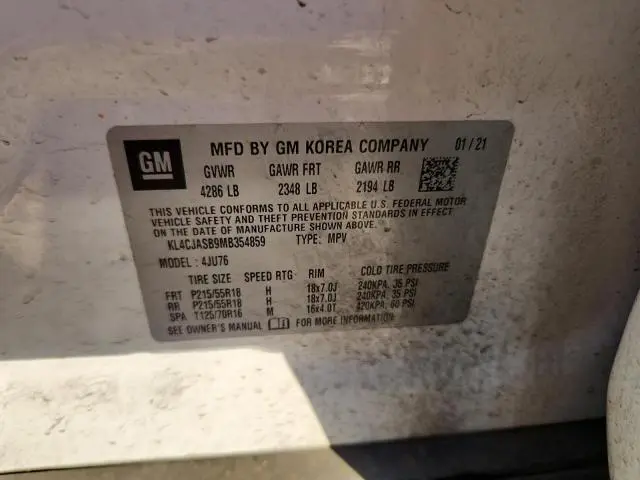 GM
MFD BY GM KOREA COMPANY 01 / 21
GVWR GAWR FRT GAWR RR
4286 LB 2348 LB 2194 LB
THIS VEHICLE CONFORMS TO ALL APPLICABLE U.S. FEDERAL MOTOR
VEHICLE SAFETY AND THEFT PREVENTION STANDARDS IN EFFECT
ON THE DATE OF MANUFACTURE SHOWN ABOVE.
KL4CJASB9MB354859 TYPE: MPV
MODEL: 4JU76
TIRE SIZE SPEED RTG RIM COLD TIRE PRESSURE
FRT P215/55R18 H 18x7.0J 240KPA, 35 PSI
RR P215/55R18 H 18x7.0J 240KPA, 35 PSI
SPA T125/70R16 M 16x4.0T 420KPA, 60 PSI
SEE OWNER'S MANUAL FOR MORE INFORMATION